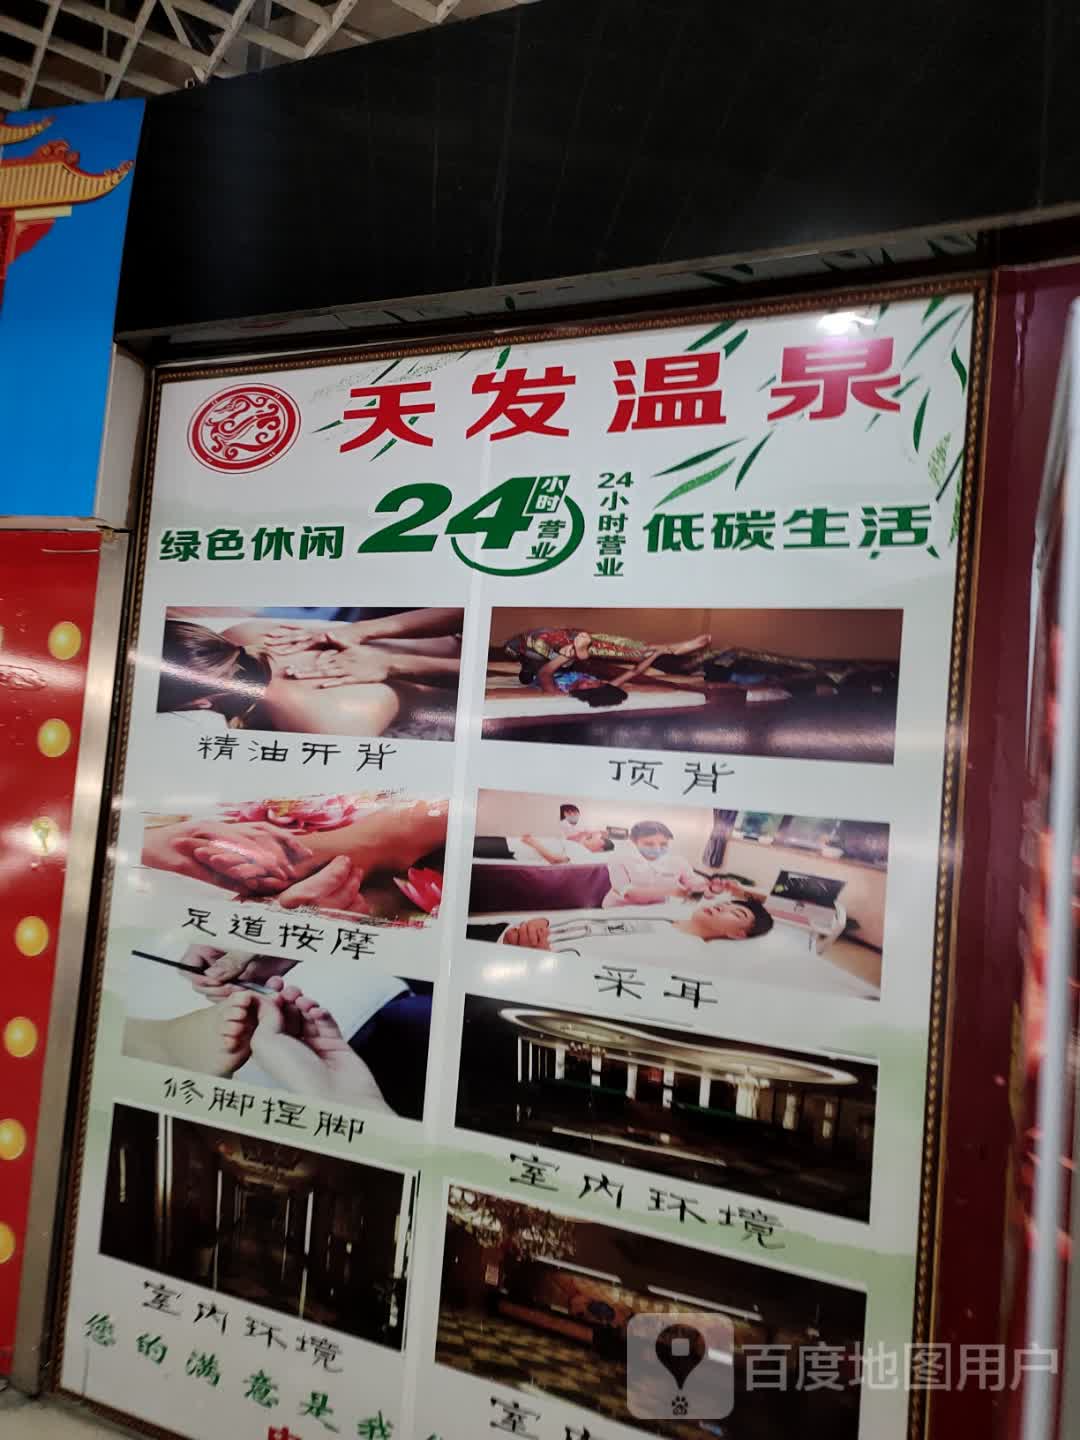 天发温泉
绿色休闲
24小时营业
24小时营业
低碳生活
精油开背
顶背
足道按摩
采耳
修脚捏脚
室内环境
室内环境
您的满意是我
室
百度地图用户